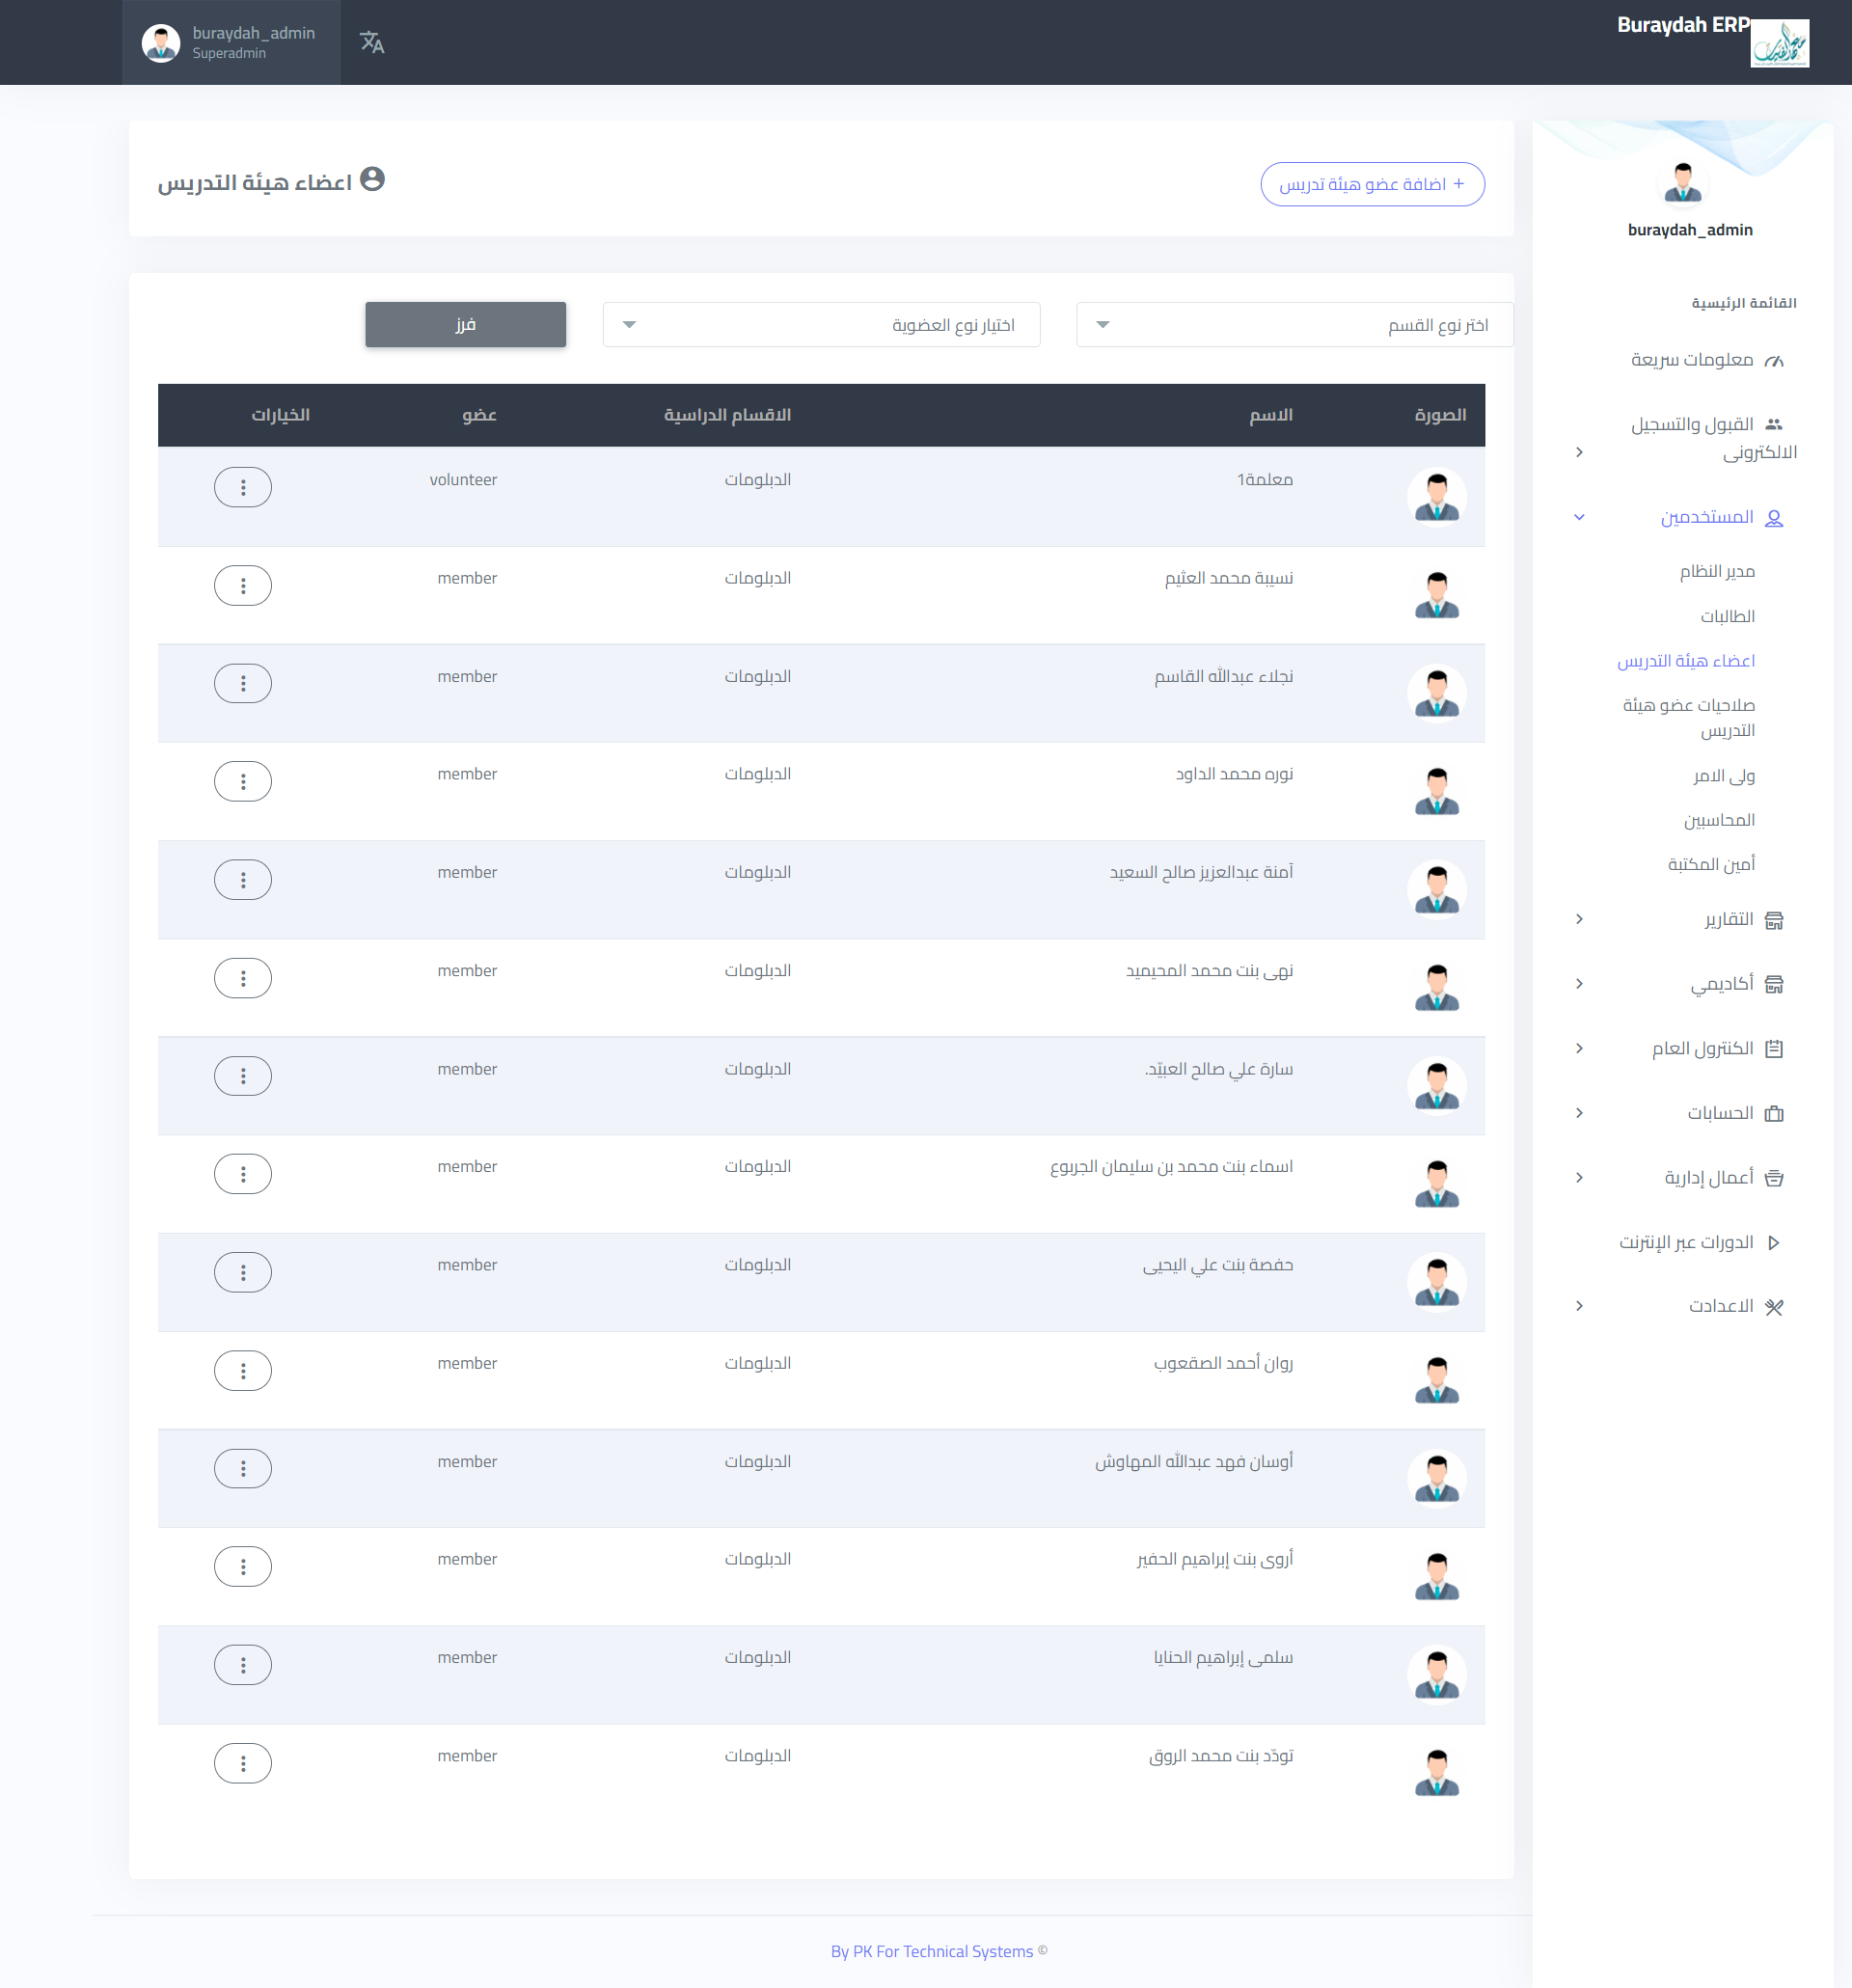 Buraydah ERP
buraydah_admin
Superadmin
buraydah_admin
القائمة الرئيسية
معلومات سريعة
القبول والتسجيل
الالكترونى
المستخدمين
مدير النظام
الطالبات
اعضاء هيئة التدريس
صلاحيات عضو هيئة
التدريس
ولى الامر
المحاسبين
أمين المكتبة
التقارير
أكاديمي
الكنترول العام
الحسابات
أعمال إدارية
الدورات عبر الإنترنت
الاعدادت
اعضاء هيئة التدريس
+ اضافة عضو هيئة تدريس
اختر نوع القسم
اختيار نوع العضوية
فرز
الصورة الاسم الاقسام الدراسية عضو الخيارات
معلمة1 الدبلومات volunteer
نسيبة محمد العثيم الدبلومات member
نجلاء عبدالله القاسم الدبلومات member
نوره محمد الداود الدبلومات member
آمنة عبدالعزيز صالح السعيد الدبلومات member
نهى بنت محمد المحيميد الدبلومات member
سارة علي صالح العبيّد. الدبلومات member
اسماء بنت محمد بن سليمان الجربوع الدبلومات member
حفصة بنت علي اليحيى الدبلومات member
روان أحمد الصقعوب الدبلومات member
أوسان فهد عبدالله المهاوش الدبلومات member
أروى بنت إبراهيم الحفير الدبلومات member
سلمى إبراهيم الحنايا الدبلومات member
تودّد بنت محمد الروق الدبلومات member
By PK For Technical Systems ©